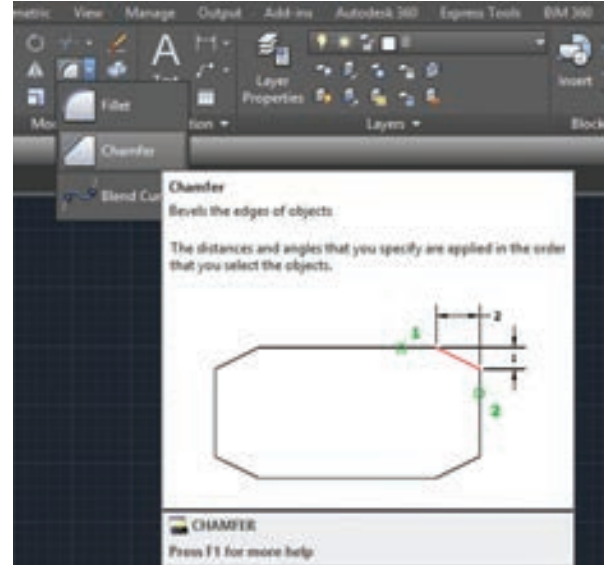 metric View Manage Output Add-ins Autodesk 360 Express Tools BIM 360
A
Layer
Properties
Insert
Layers
Block
Fillet
Chamfer
Blend Cur
Chamfer
Bevels the edges of objects
The distances and angles that you specify are applied in the order
that you select the objects.
2
1
1
2
CHAMFER
Press F1 for more help